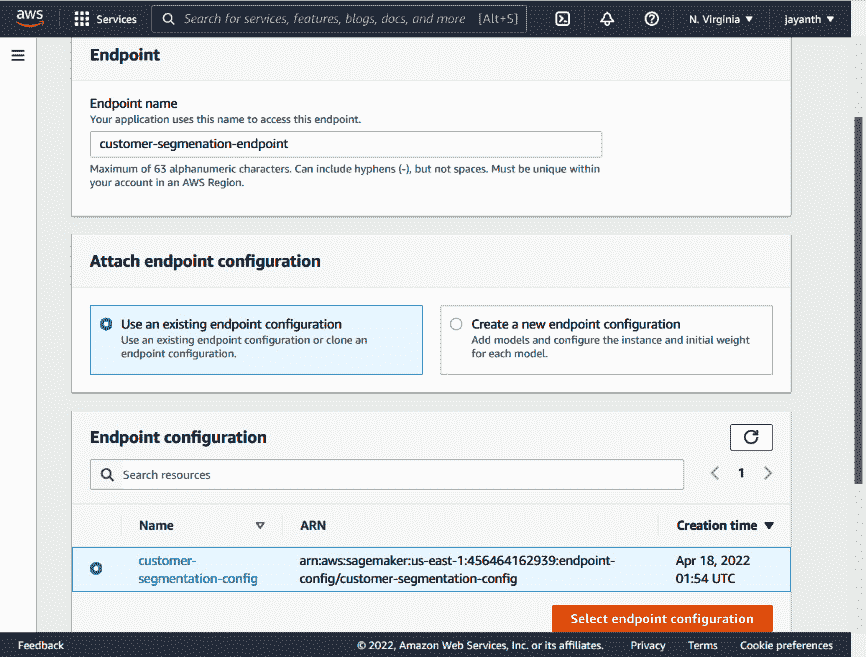 aws Services Search for services, features, blogs, docs, and more [Alt+S] N. Virginia jayanth
Endpoint
Endpoint name
Your application uses this name to access this endpoint.
customer-segmenation-endpoint
Maximum of 63 alphanumeric characters. Can include hyphens (-), but not spaces. Must be unique within
your account in an AWS Region.
Attach endpoint configuration
Use an existing endpoint configuration
Use an existing endpoint configuration or clone an
endpoint configuration.
Create a new endpoint configuration
Add models and configure the instance and initial weight
for each model.
Endpoint configuration
Search resources
1
Name ARN Creation time
customer-
segmentation-config
arn:aws:sagemaker:us-east-1:456464162939:endpoint-
config/customer-segmentation-config
Apr 18, 2022
01:54 UTC
Select endpoint configuration
Feedback © 2022, Amazon Web Services, Inc. or its affiliates. Privacy Terms Cookie preferences